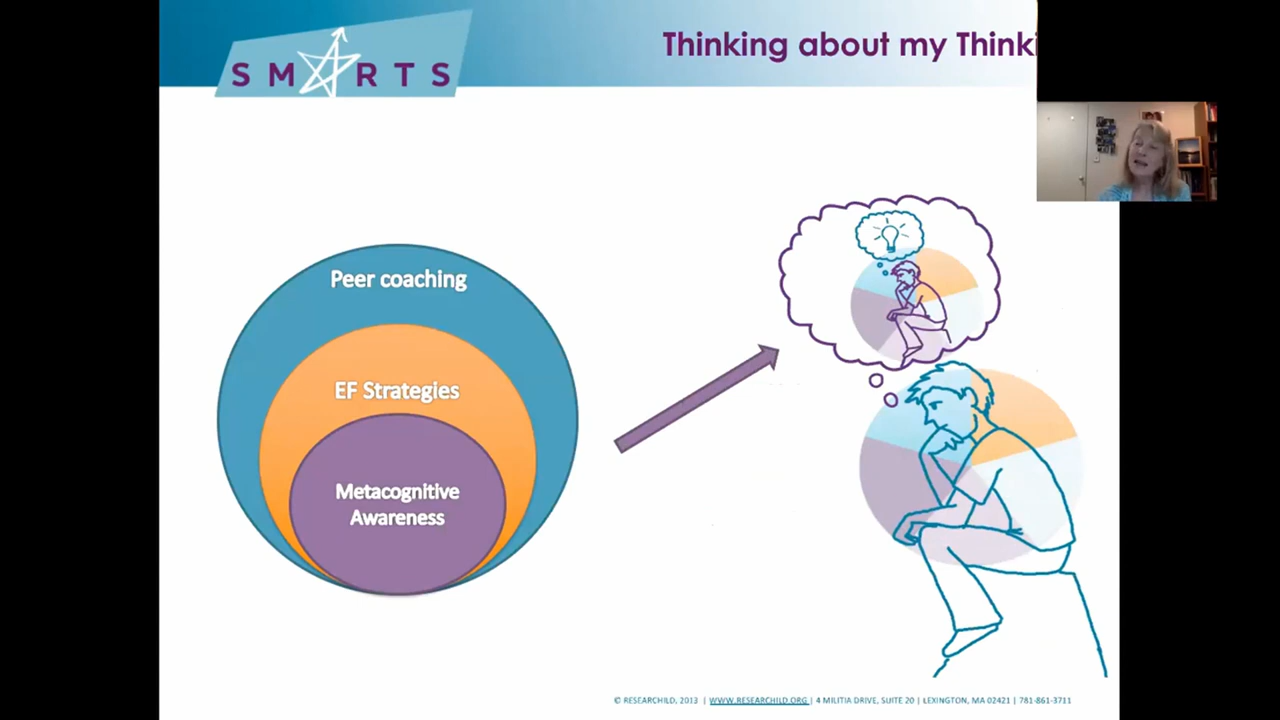 SMARTS
Thinking about my Thinki
Peer coaching
EF Strategies
Metacognitive
Awareness
© RESEARCHILD, 2013 | WWW.RESEARCHILD.ORG | 4 MILITIA DRIVE, SUITE 20 | LEXINGTON, MA 02421 | 781-861-3711